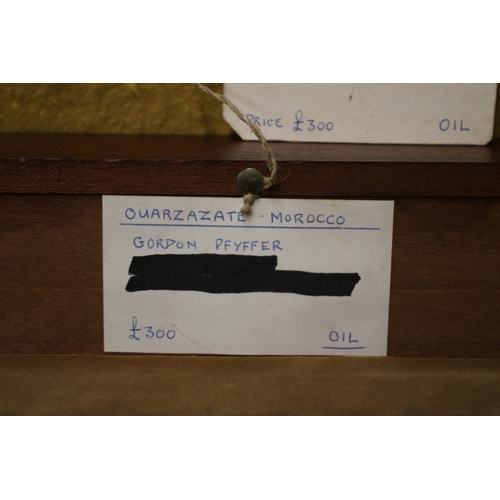 PRICE £300 OIL
OUARZAZATE - MOROCCO
GORDON PFYFFER
£300 OIL